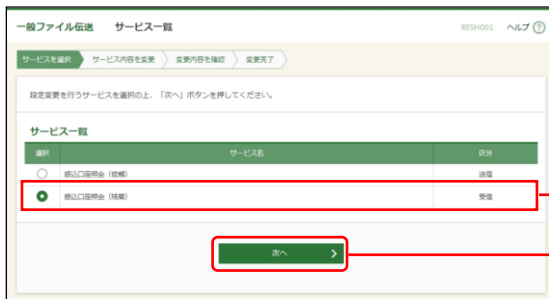 一般ファイル伝送 サービス一覧 BISH001 ヘルプ ?
サービスを選択 サービス内容を変更 変更内容を確認 変更完了
設定変更を行うサービスを選択の上、「次へ」ボタンを押してください。
サービス一覧
選択 サービス名 区分
振込口座照会（依頼） 送信
振込口座照会（結果） 受信
次へ